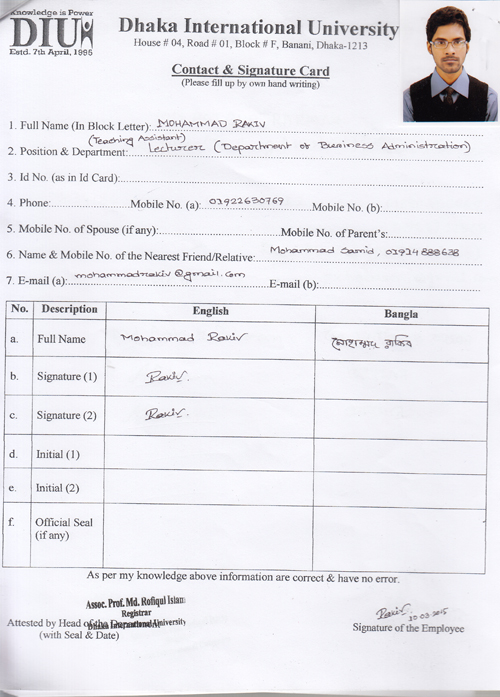 Knowledge is Power
DIU
Estd. 7th April, 1995
Dhaka International University
House # 04, Road # 01, Block # F, Banani, Dhaka-1213
Contact & Signature Card
(Please fill up by own hand writing)
1. Full Name (In Block Letter): MOHAMMAD RAKIV
(Teaching Assistant)
2. Position & Department: Lecturer (Department of Business Administration)
3. Id No. (as in Id Card):
4. Phone: Mobile No. (a): 01922630769 Mobile No. (b):
5. Mobile No. of Spouse (if any): Mobile No. of Parent's:
6. Name & Mobile No. of the Nearest Friend/Relative: Mohammad Samid, 01914888638
7. E-mail (a): mohammadrakiv@gmail.com E-mail (b):
No. Description English Bangla
a. Full Name Mohammad Rakiv মোহাম্মদ রাকিব
b. Signature (1) Rakiv
c. Signature (2) Rakiv
d. Initial (1)
e. Initial (2)
f. Official Seal
(if any)
As per my knowledge above information are correct & have no error.
Assoc. Prof. Md. Rofiqul Islam
Registrar
Dhaka International University
Attested by Head of the Department
(with Seal & Date)
Rakiv 10-03-2015
Signature of the Employee